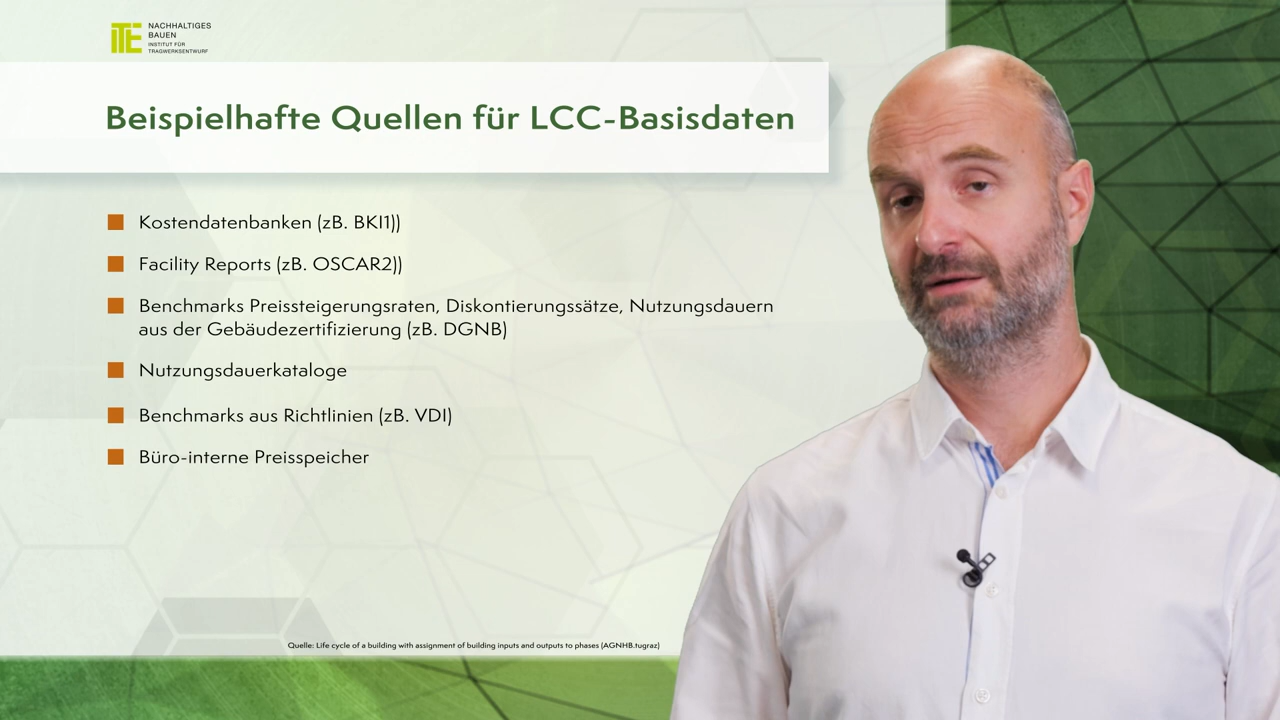 NACHHALTIGES
BAUEN
INSTITUT FÜR
TRAGWERKSENTWURF
Beispielhafte Quellen für LCC-Basisdaten
Kostendatenbanken (zB. BKI1))
Facility Reports (zB. OSCAR2))
Benchmarks Preissteigerungsraten, Diskontierungssätze, Nutzungsdauern
aus der Gebäudezertifizierung (zB. DGNB)
Nutzungsdauerkataloge
Benchmarks aus Richtlinien (zB. VDI)
Büro-interne Preisspeicher
Quelle: Life cycle of a building with assignment of building inputs and outputs to phases (AGNHB.tugraz)